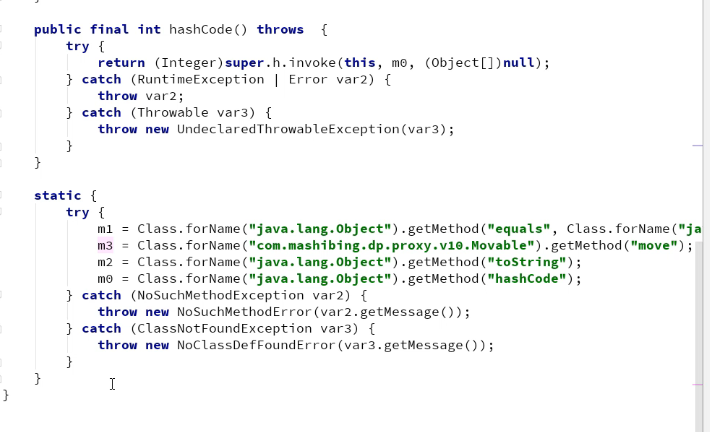 }
public final int hashCode() throws  {
    try {
        return (Integer)super.h.invoke(this, m0, (Object[])null);
    } catch (RuntimeException | Error var2) {
        throw var2;
    } catch (Throwable var3) {
        throw new UndeclaredThrowableException(var3);
    }
}
static {
    try {
        m1 = Class.forName("java.lang.Object").getMethod("equals", Class.forName("ja
        m3 = Class.forName("com.mashibing.dp.proxy.v10.Movable").getMethod("move");
        m2 = Class.forName("java.lang.Object").getMethod("toString");
        m0 = Class.forName("java.lang.Object").getMethod("hashCode");
    } catch (NoSuchMethodException var2) {
        throw new NoSuchMethodError(var2.getMessage());
    } catch (ClassNotFoundException var3) {
        throw new NoClassDefFoundError(var3.getMessage());
    }
}
}